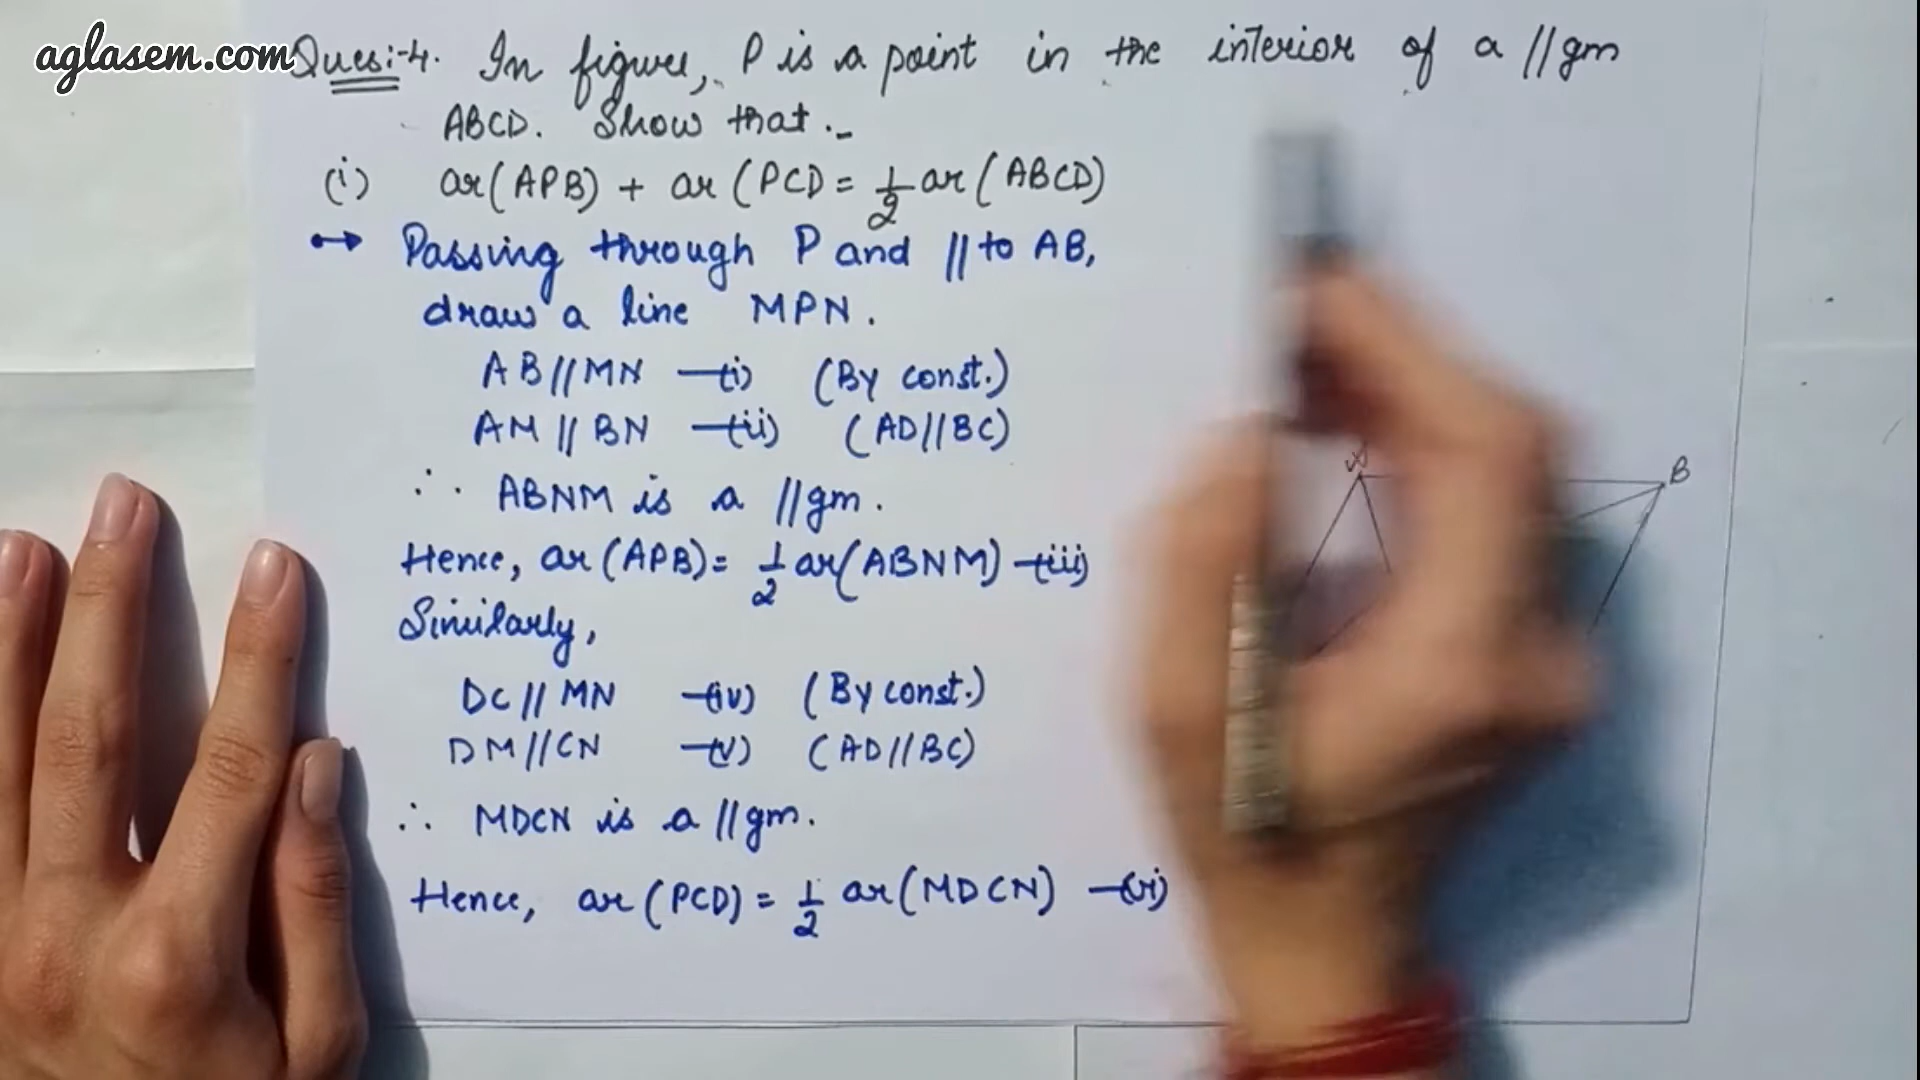 aglasem.com
Ques:-4. In figure, P is a point in the interior of a //gm
ABCD. Show that :-
(i) ar(APB) + ar(PCD = 1/2 ar(ABCD)
↦ Passing through P and // to AB,
draw a line MPN.
AB//MN —(i) (By const.)
AM // BN —(ii) (AD//BC)
∴ ABNM is a //gm.
Hence, ar(APB) = 1/2 ar(ABNM) —(iii)
Similarly,
DC // MN —(iv) (By const.)
DM//CN —(v) (AD//BC)
∴ MDCN is a //gm.
Hence, ar(PCD) = 1/2 ar(MDCN) —(vi)
A
B